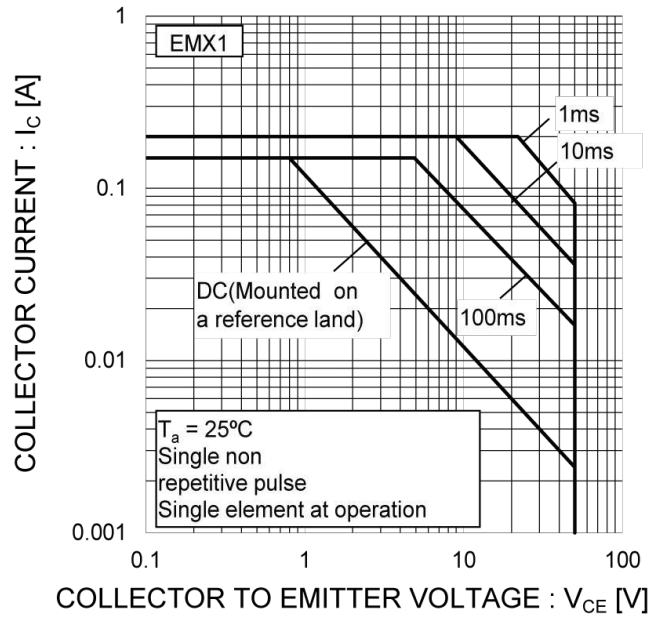 1
EMX1
1ms
10ms
0.1
DC(Mounted on
a reference land)
100ms
0.01
Ta = 25ºC
Single non
repetitive pulse
Single element at operation
0.001
0.1 1 10 100
COLLECTOR CURRENT : IC [A]
COLLECTOR TO EMITTER VOLTAGE : VCE [V]